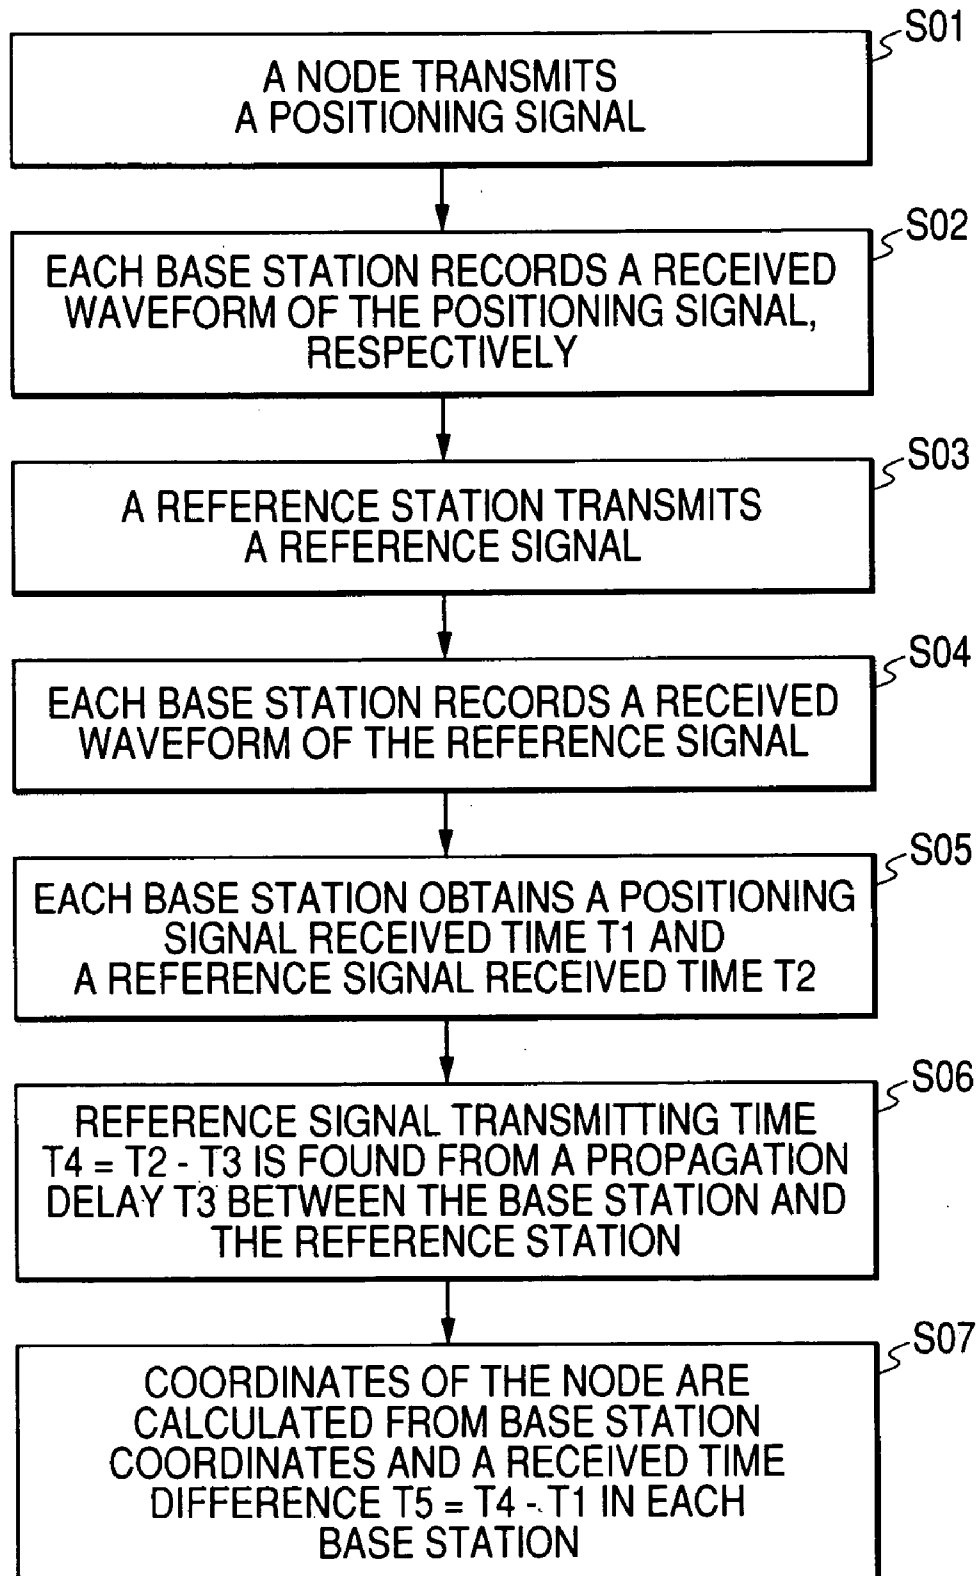 S01
A NODE TRANSMITS
A POSITIONING SIGNAL
S02
EACH BASE STATION RECORDS A RECEIVED
WAVEFORM OF THE POSITIONING SIGNAL,
RESPECTIVELY
S03
A REFERENCE STATION TRANSMITS
A REFERENCE SIGNAL
S04
EACH BASE STATION RECORDS A RECEIVED
WAVEFORM OF THE REFERENCE SIGNAL
S05
EACH BASE STATION OBTAINS A POSITIONING
SIGNAL RECEIVED TIME T1 AND
A REFERENCE SIGNAL RECEIVED TIME T2
S06
REFERENCE SIGNAL TRANSMITTING TIME
T4 = T2 - T3 IS FOUND FROM A PROPAGATION
DELAY T3 BETWEEN THE BASE STATION AND
THE REFERENCE STATION
S07
COORDINATES OF THE NODE ARE
CALCULATED FROM BASE STATION
COORDINATES AND A RECEIVED TIME
DIFFERENCE T5 = T4 - T1 IN EACH
BASE STATION